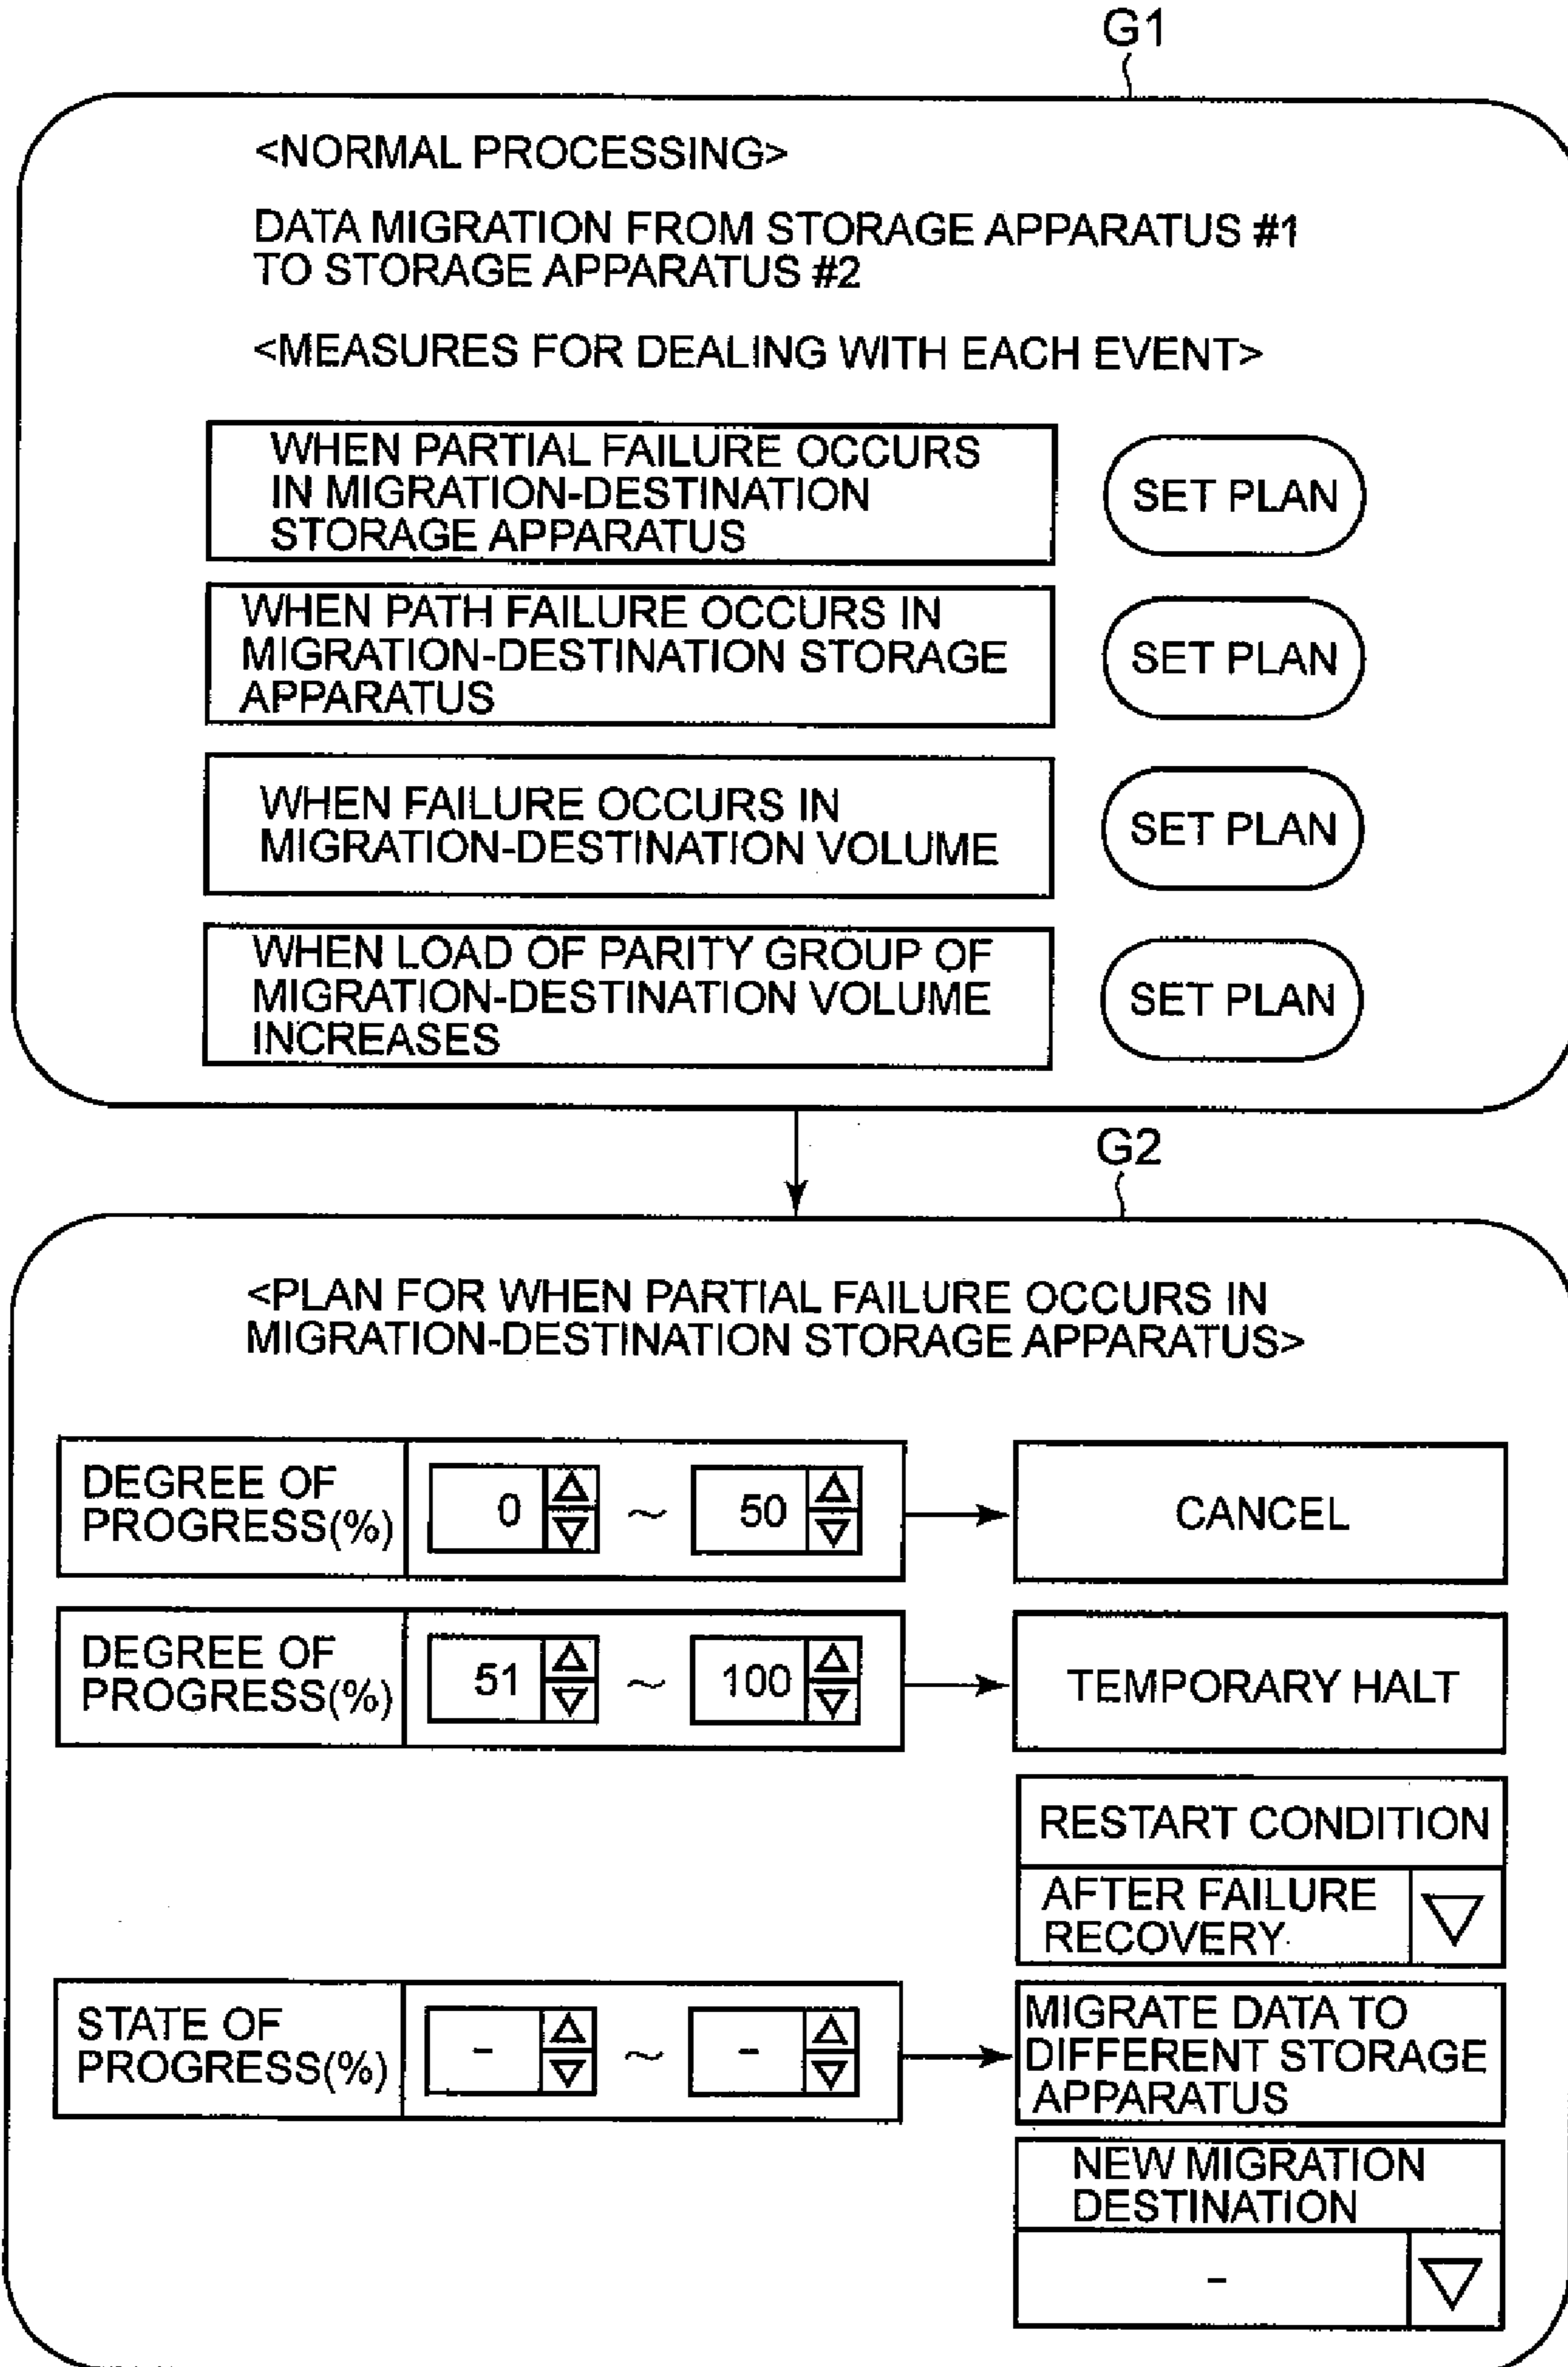 G1
<NORMAL PROCESSING>
DATA MIGRATION FROM STORAGE APPARATUS #1
TO STORAGE APPARATUS #2
<MEASURES FOR DEALING WITH EACH EVENT>
WHEN PARTIAL FAILURE OCCURS
IN MIGRATION-DESTINATION
STORAGE APPARATUS
SET PLAN
WHEN PATH FAILURE OCCURS IN
MIGRATION-DESTINATION STORAGE
APPARATUS
SET PLAN
WHEN FAILURE OCCURS IN
MIGRATION-DESTINATION VOLUME
SET PLAN
WHEN LOAD OF PARITY GROUP OF
MIGRATION-DESTINATION VOLUME
INCREASES
SET PLAN
G2
<PLAN FOR WHEN PARTIAL FAILURE OCCURS IN
MIGRATION-DESTINATION STORAGE APPARATUS>
DEGREE OF
PROGRESS(%)
0 ~ 50
CANCEL
DEGREE OF
PROGRESS(%)
51 ~ 100
TEMPORARY HALT
RESTART CONDITION
AFTER FAILURE
RECOVERY
STATE OF
PROGRESS(%)
- ~ -
MIGRATE DATA TO
DIFFERENT STORAGE
APPARATUS
NEW MIGRATION
DESTINATION
-